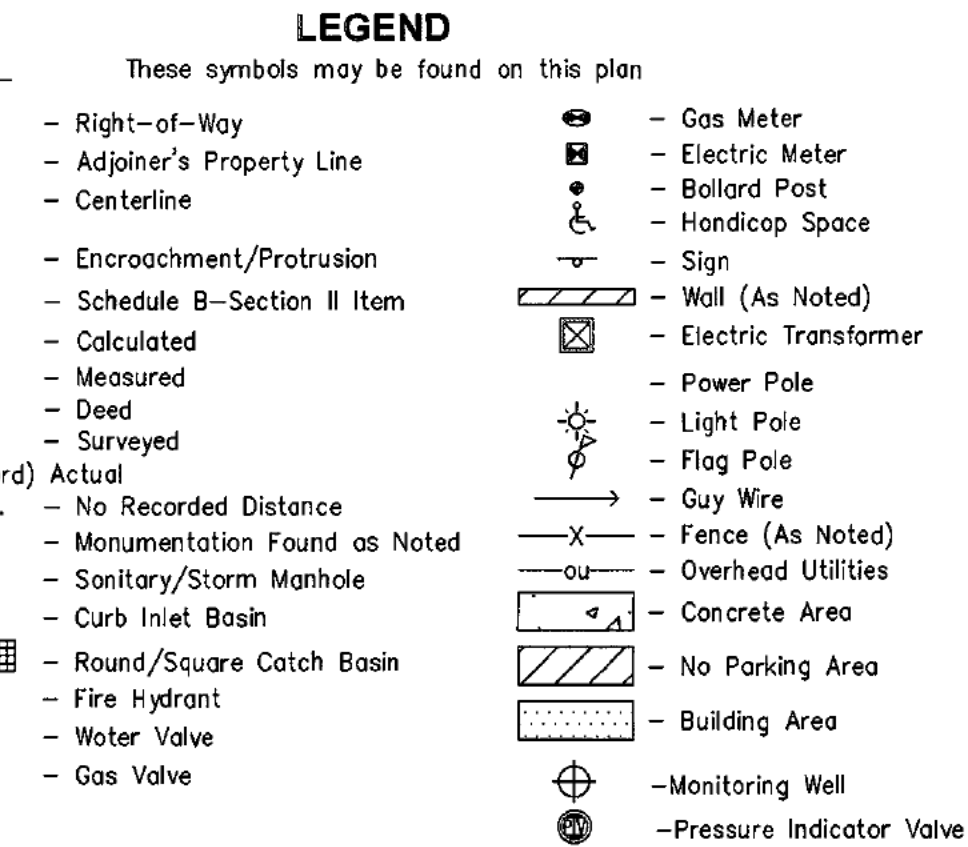 LEGEND
These symbols may be found on this plan
– Right-of-Way
– Adjoiner's Property Line
– Centerline
– Encroachment/Protrusion
– Schedule B-Section II Item
– Calculated
– Measured
– Deed
– Surveyed
rd) Actual
– No Recorded Distance
– Monumentation Found as Noted
– Sanitary/Storm Manhole
– Curb Inlet Basin
– Round/Square Catch Basin
– Fire Hydrant
– Water Valve
– Gas Valve
– Gas Meter
– Electric Meter
– Bollard Post
– Handicap Space
– Sign
– Wall (As Noted)
– Electric Transformer
– Power Pole
– Light Pole
– Flag Pole
– Guy Wire
X – Fence (As Noted)
ou – Overhead Utilities
– Concrete Area
– No Parking Area
– Building Area
–Monitoring Well
PIV –Pressure Indicator Valve